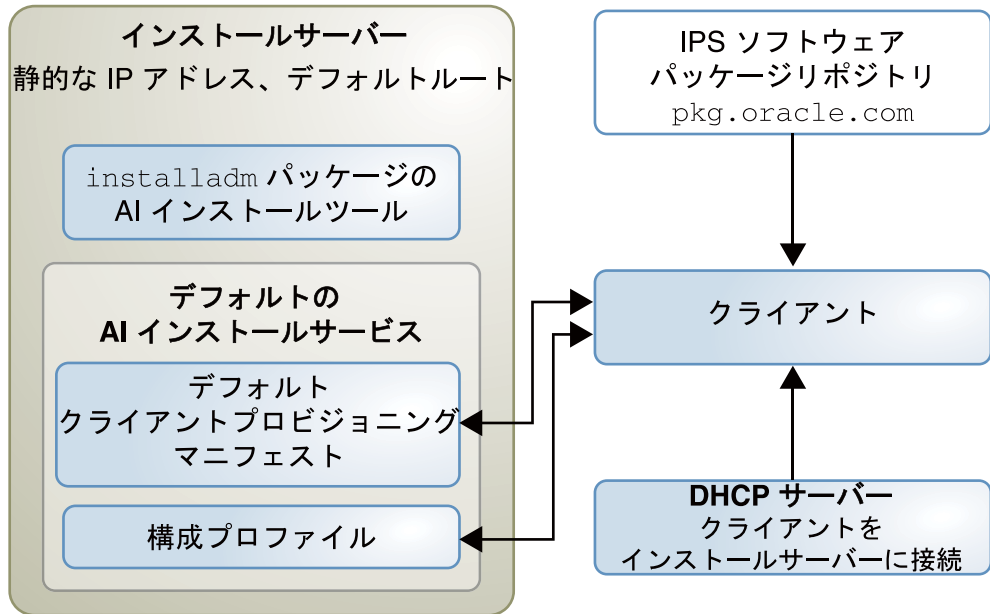 インストールサーバー
静的な IP アドレス、デフォルトルート
installadm パッケージの
AI インストールツール
デフォルトの
AI インストールサービス
デフォルト
クライアントプロビジョニング
マニフェスト
構成プロファイル
IPS ソフトウェア
パッケージリポジトリ
pkg.oracle.com
クライアント
DHCP サーバー
クライアントを
インストールサーバーに接続